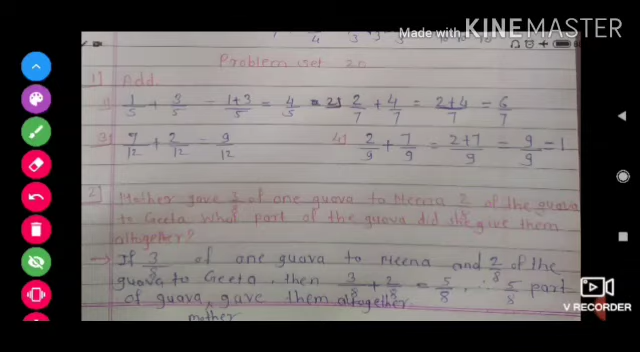 Made with KINEMASTER
Problem set 20
1] Add.
1) 1/5 + 3/5 = 1+3/5 = 4/5 2) 2/7 + 4/7 = 2+4/7 = 6/7
3) 7/12 + 2/12 = 9/12 4) 2/9 + 7/9 = 2+7/9 = 9/9 = 1
2] Mother gave 3/8 of one guava to Meena 2/8 of the guava
to Geeta what part of the guava did she give them
altogether?
→ If 3/8 of one guava to Meena and 2/8 of the
guava to Geeta, then 3/8 + 2/8 = 5/8, ∴ 5/8 part
of guava, gave them altogether.
mother
V RECORDER